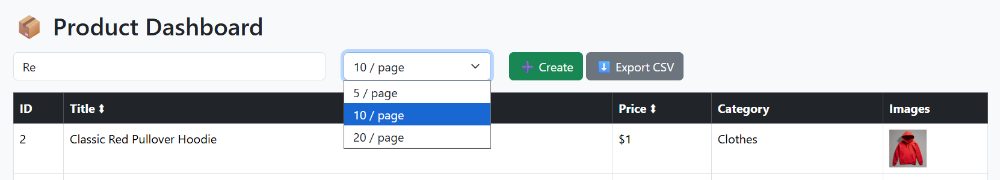 📦 Product Dashboard
Re
10 / page
➕ Create
⬇️ Export CSV
5 / page
10 / page
20 / page
ID
Title ⬍
Price ⬍
Category
Images
2
Classic Red Pullover Hoodie
$1
Clothes